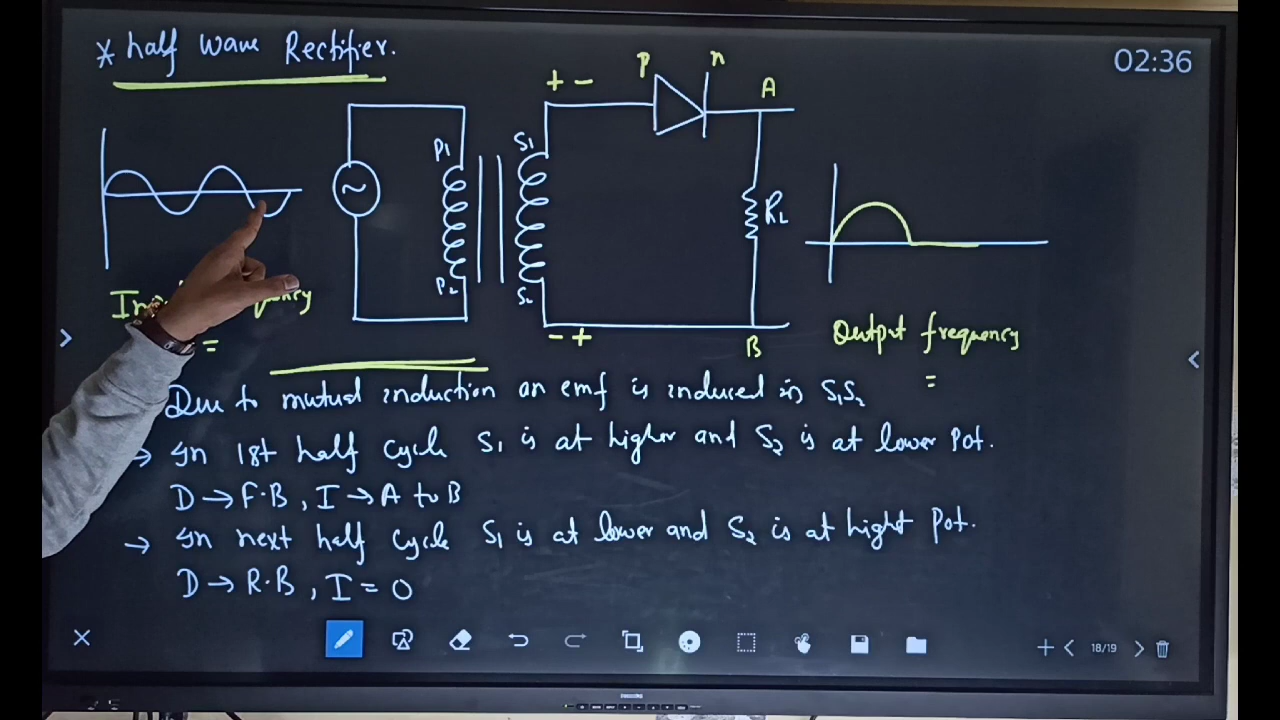 * half wave Rectifier.
02:36
+ -
P
n
A
P1
S1
RL
P2
S2
- +
B
Output frequency
=
=
Due to mutual induction an emf is induced in S1S2
→ In 1st half cycle S1 is at higher and S2 is at lower Pot.
D → F.B, I → A to B
→ In next half cycle S1 is at lower and S2 is at hight Pot.
D → R.B, I = 0
18/19
PHILIPS